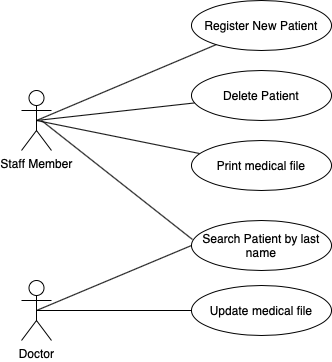 Register New Patient
Delete Patient
Staff Member
Print medical file
Search Patient by last
name
Update medical file
Doctor